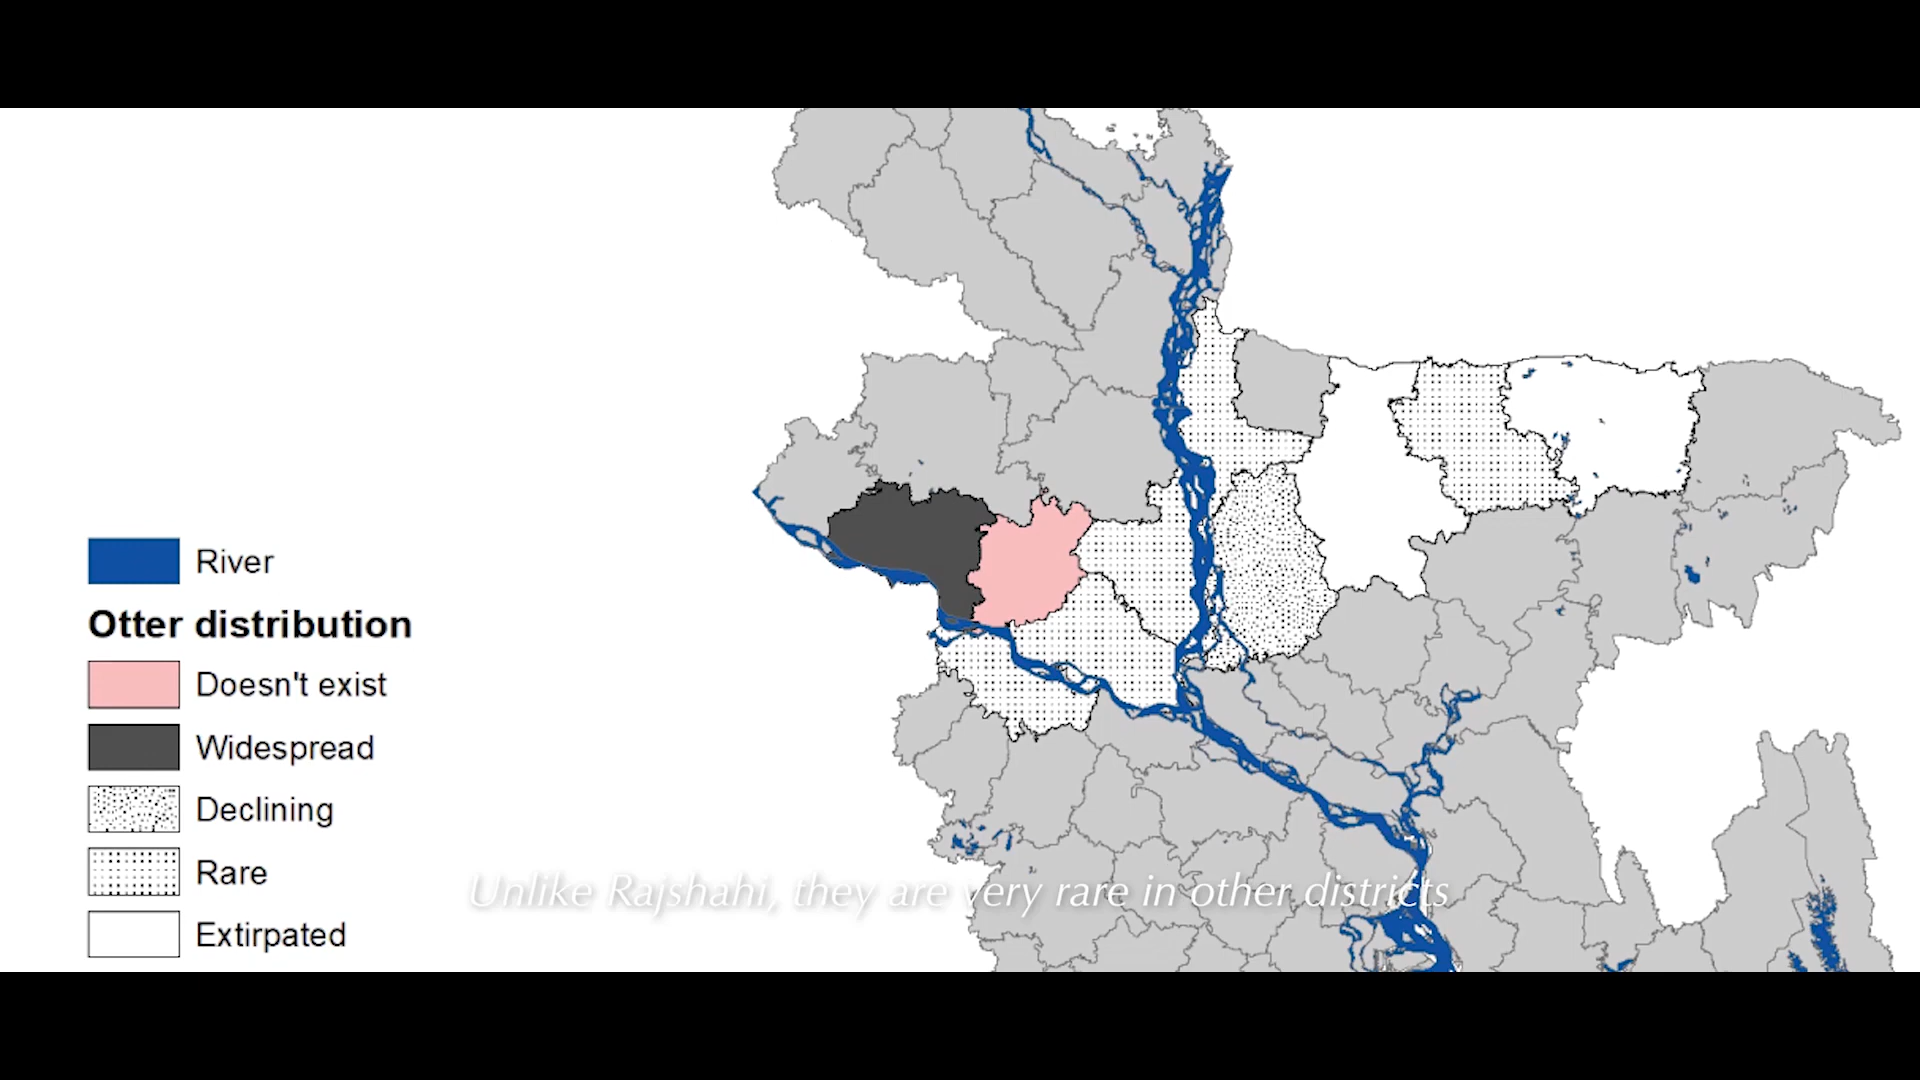 River
Otter distribution
Doesn't exist
Widespread
Declining
Rare
Extirpated
Unlike Rajshahi, they are very rare in other districts